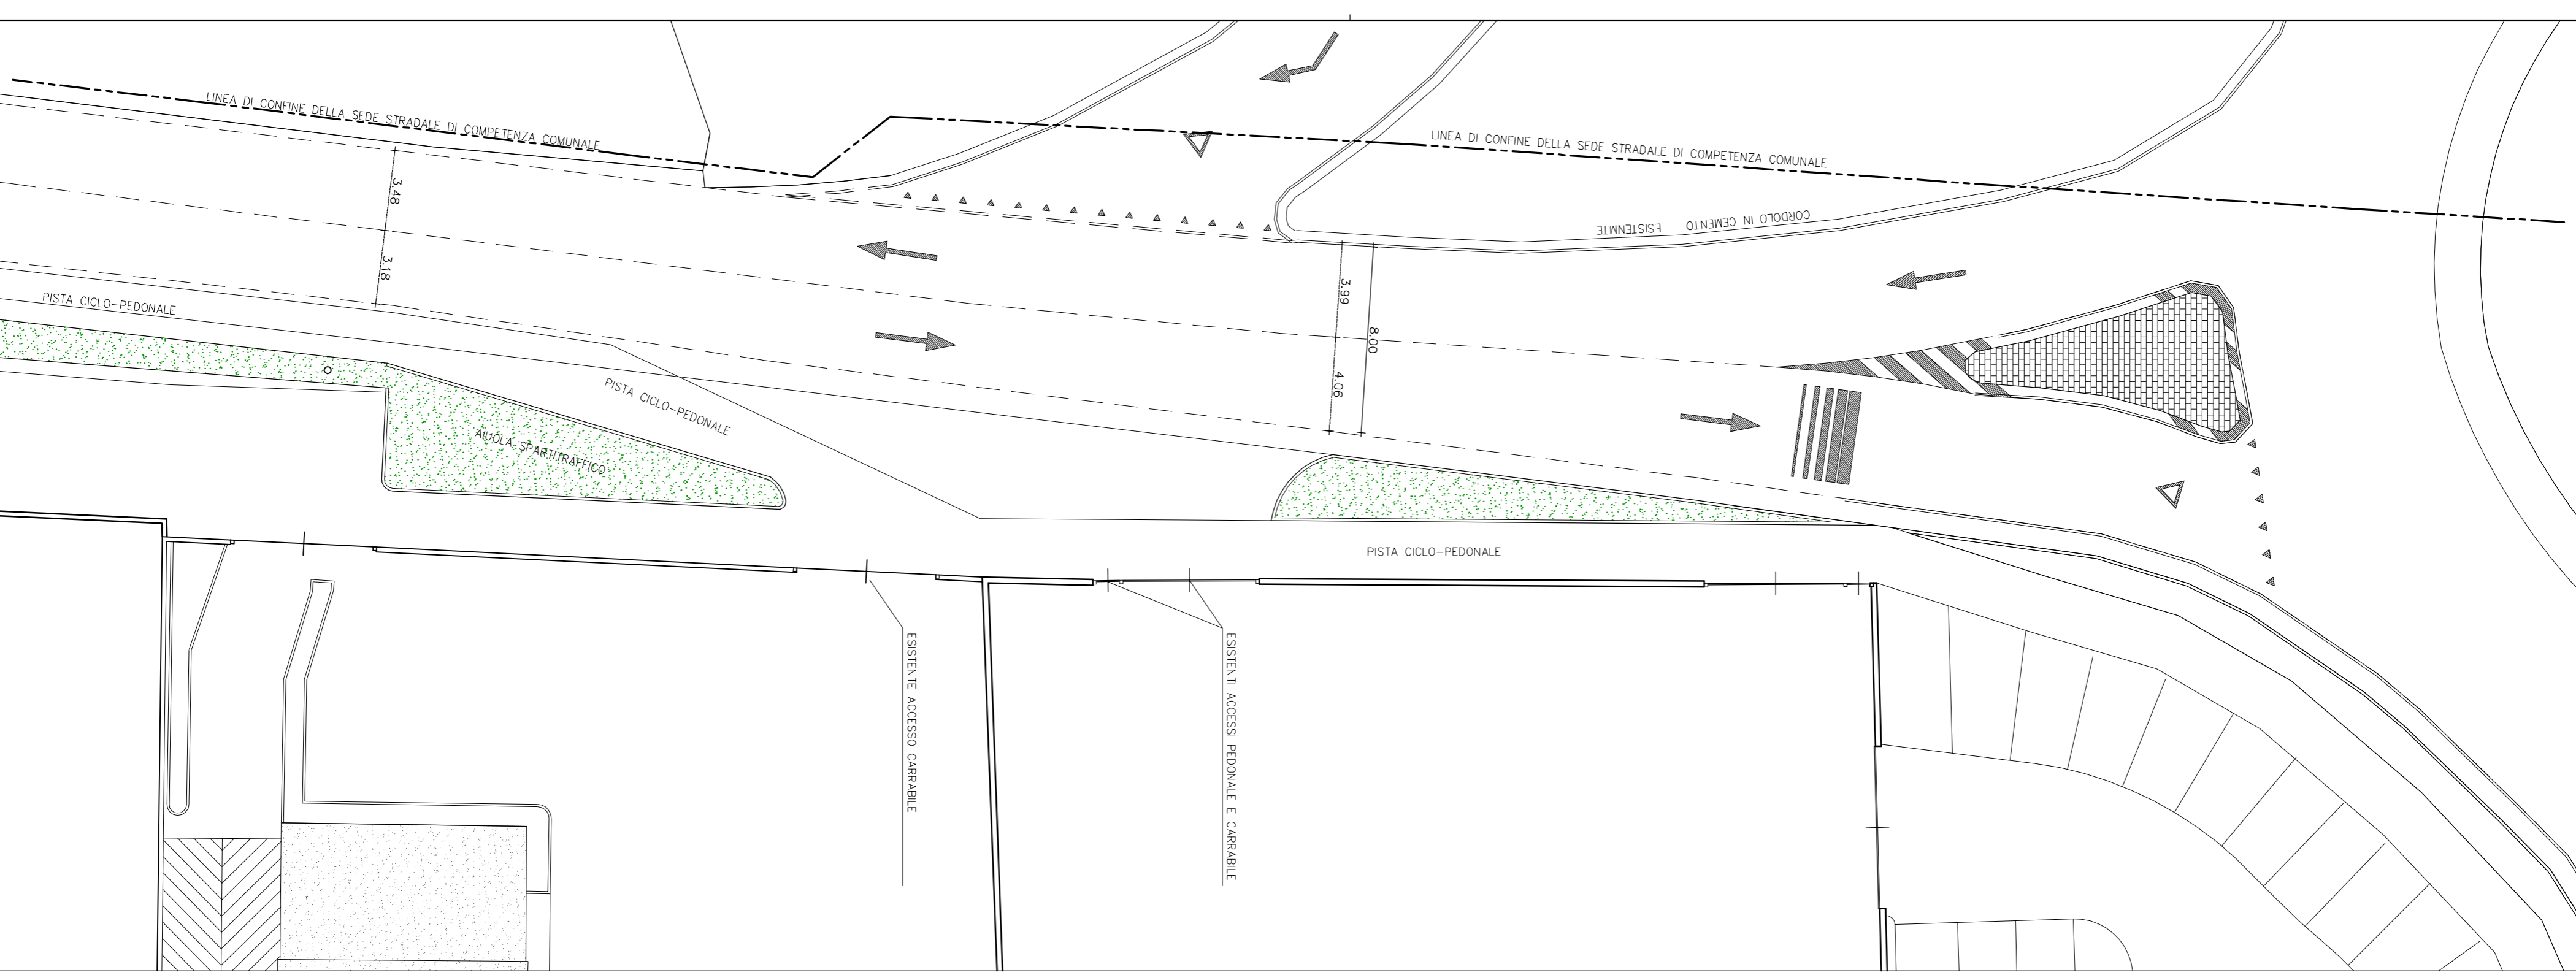 LINEA DI CONFINE DELLA SEDE STRADALE DI COMPETENZA COMUNALE
LINEA DI CONFINE DELLA SEDE STRADALE DI COMPETENZA COMUNALE
3.48
3.18
CORDOLO IN CEMENTO ESISTENMTE
3.99
8.00
4.06
PISTA CICLO-PEDONALE
PISTA CICLO-PEDONALE
AIUOLA SPARTITRAFFICO
PISTA CICLO-PEDONALE
ESISTENTE ACCESSO CARRABILE
ESISTENTI ACCESSI PEDONALE E CARRABILE